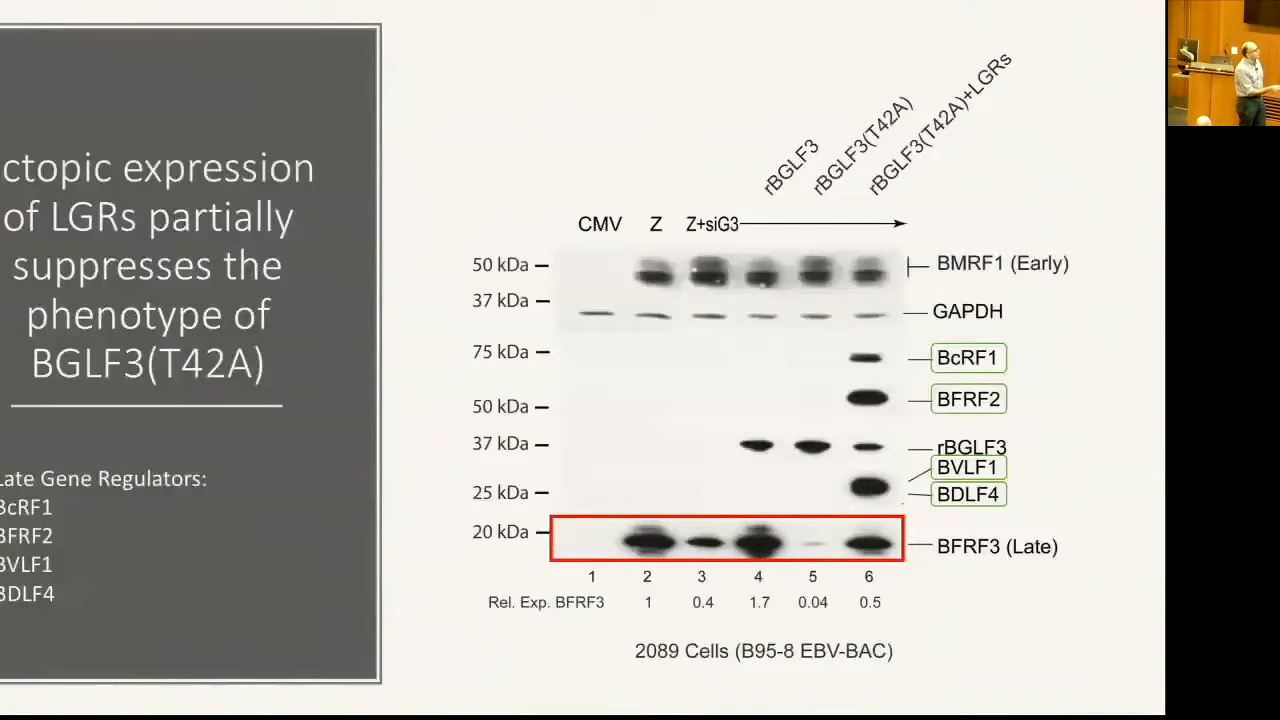 ctopic expression
of LGRs partially
suppresses the
phenotype of
BGLF3(T42A)
Late Gene Regulators:
BcRF1
BFRF2
BVLF1
BDLF4
rBGLF3
rBGLF3(T42A)
rBGLF3(T42A)+LGRs
CMV Z Z+siG3
50 kDa
BMRF1 (Early)
37 kDa
GAPDH
75 kDa
BcRF1
50 kDa
BFRF2
37 kDa
rBGLF3
BVLF1
25 kDa
BDLF4
20 kDa
BFRF3 (Late)
1 2 3 4 5 6
Rel. Exp. BFRF3 1 0.4 1.7 0.04 0.5
2089 Cells (B95-8 EBV-BAC)